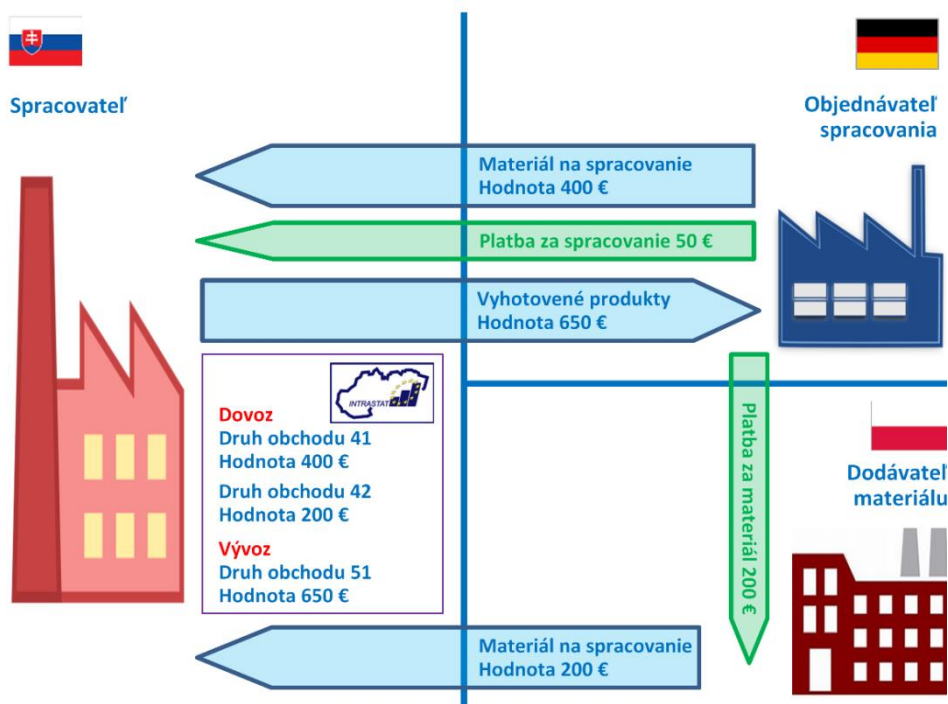 Spracovateľ
Objednávateľ
spracovania
Materiál na spracovanie
Hodnota 400 €
Platba za spracovanie 50 €
Vyhotovené produkty
Hodnota 650 €
INTRASTAT
Dovoz
Druh obchodu 41
Hodnota 400 €
Druh obchodu 42
Hodnota 200 €
Vývoz
Druh obchodu 51
Hodnota 650 €
Platba za materiál 200 €
Dodávateľ
materiálu
Materiál na spracovanie
Hodnota 200 €